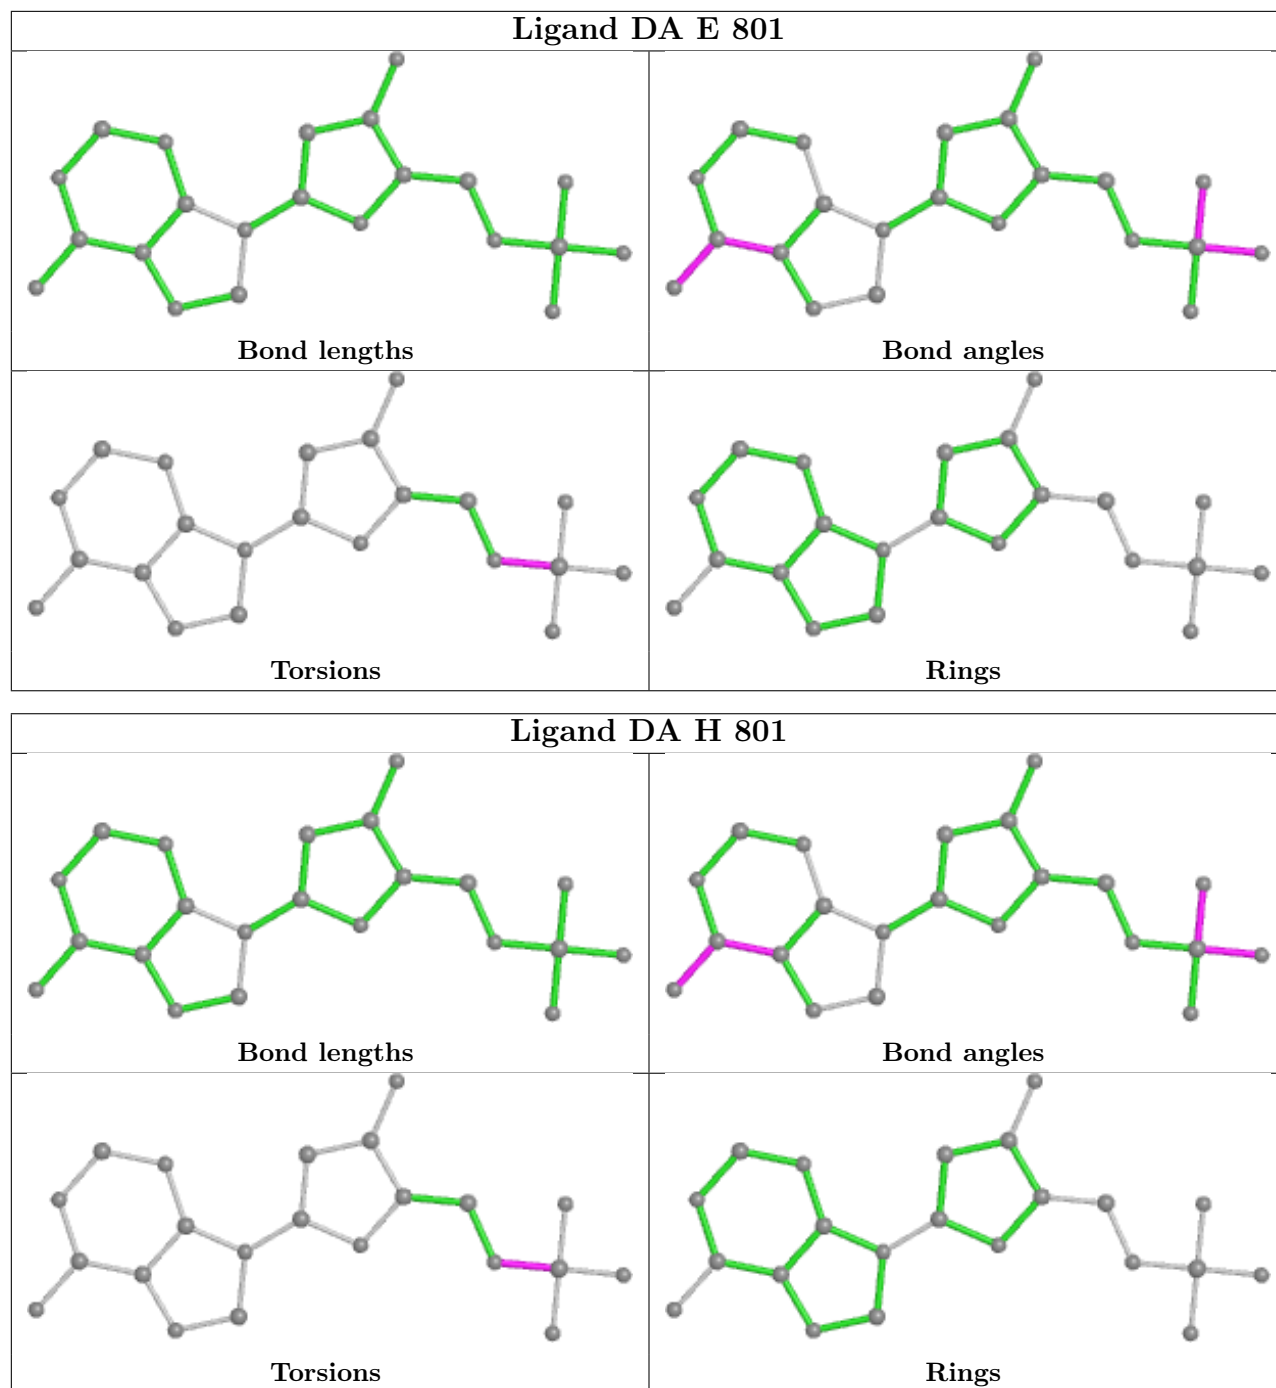 Ligand DA E 801
Bond lengths
Bond angles
Torsions
Rings
Ligand DA H 801
Bond lengths
Bond angles
Torsions
Rings